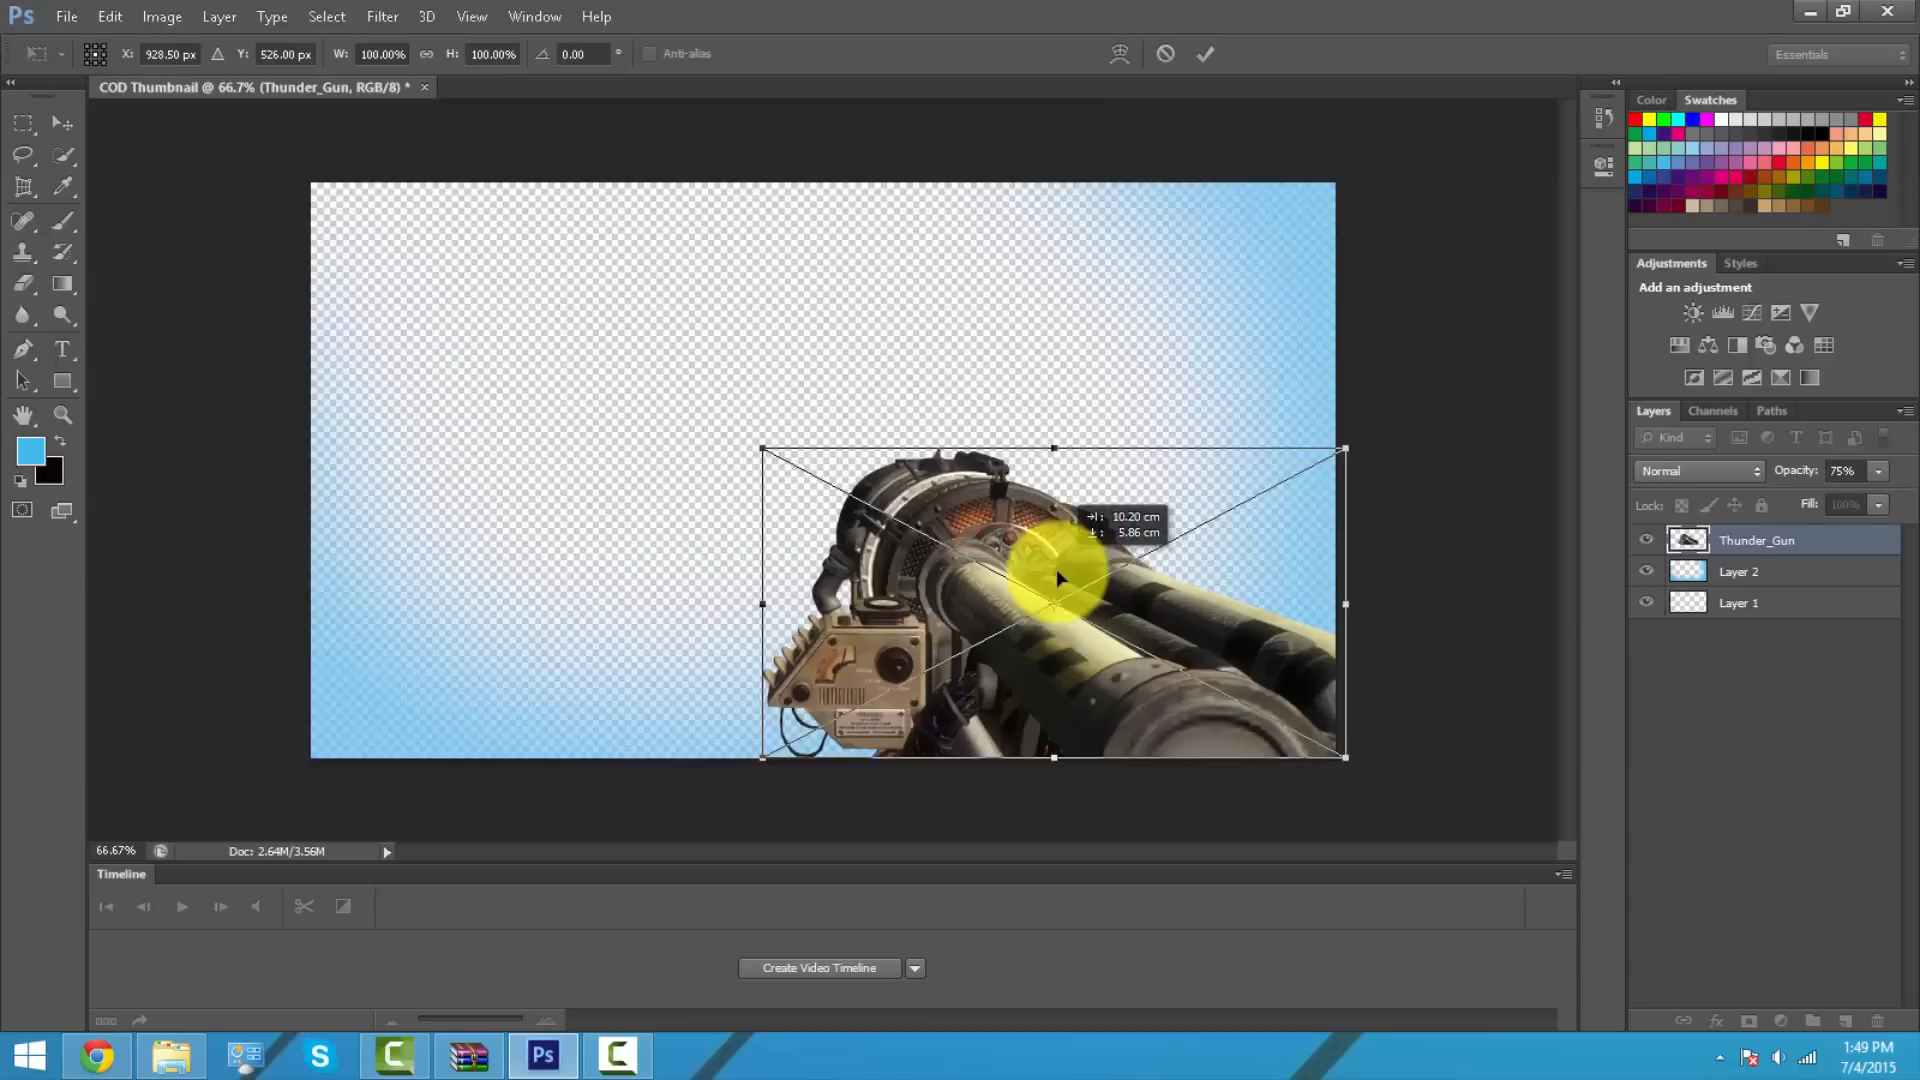 Ps File Edit Image Layer Type Select Filter 3D View Window Help
X: 928.50 px Y: 526.00 px W: 100.00% H: 100.00% 0.00 ° Anti-alias Essentials
COD Thumbnail @ 66.7% (Thunder_Gun, RGB/8) * ×
Color Swatches
Adjustments Styles
Add an adjustment
Layers Channels Paths
Kind
Normal Opacity: 75%
Lock: Fill: 100%
10.20 cm
5.86 cm
Thunder_Gun
Layer 2
Layer 1
66.67% Doc: 2.64M/3.56M
Timeline
Create Video Timeline
Ps
1:49 PM
7/4/2015